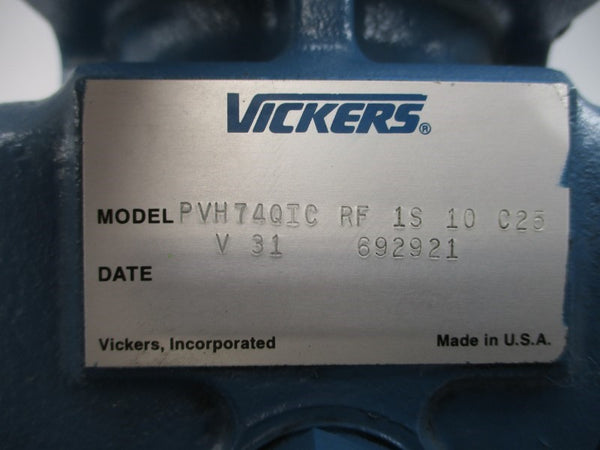 VICKERS®
MODEL PVH74QIC RF 1S 10 C25
V 31 692921
DATE
Vickers, Incorporated Made in U.S.A.